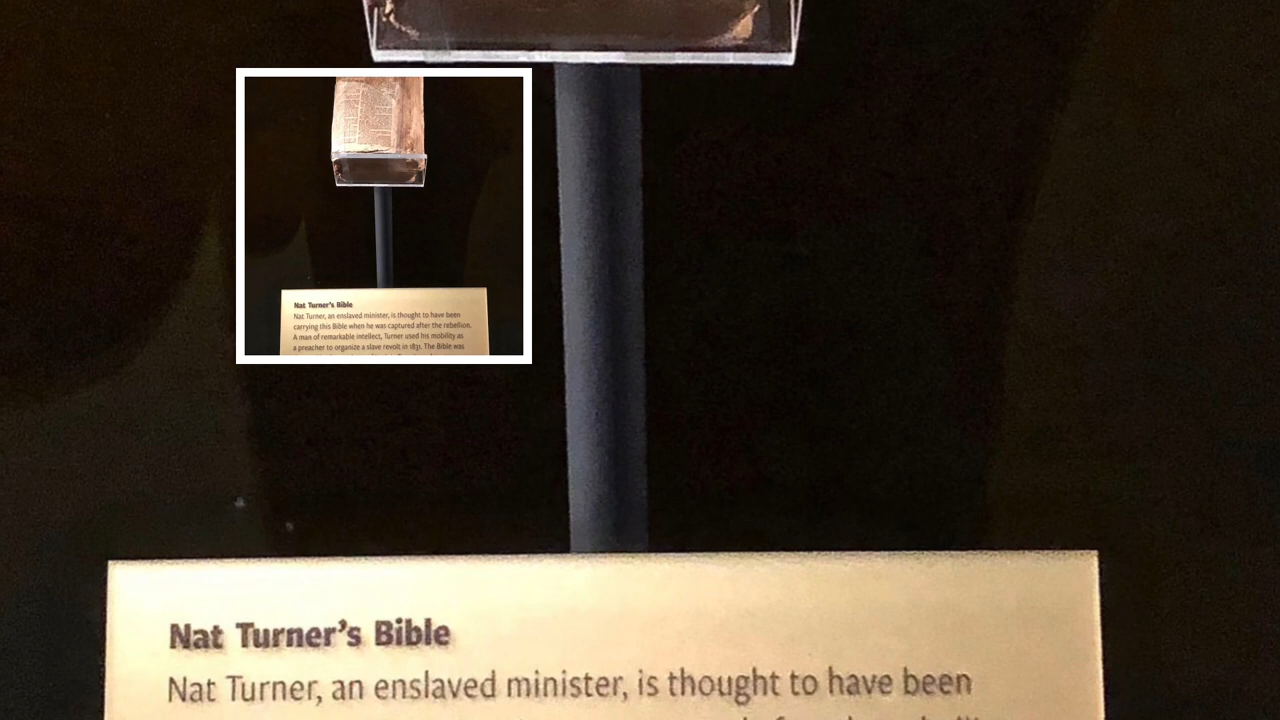 Nat Turner's Bible
Nat Turner, an enslaved minister, is thought to have been
carrying this Bible when he was captured after the rebellion.
A man of remarkable intellect, Turner used his mobility as
a preacher to organize a slave revolt in 1831. The Bible was
Nat Turner's Bible
Nat Turner, an enslaved minister, is thought to have been